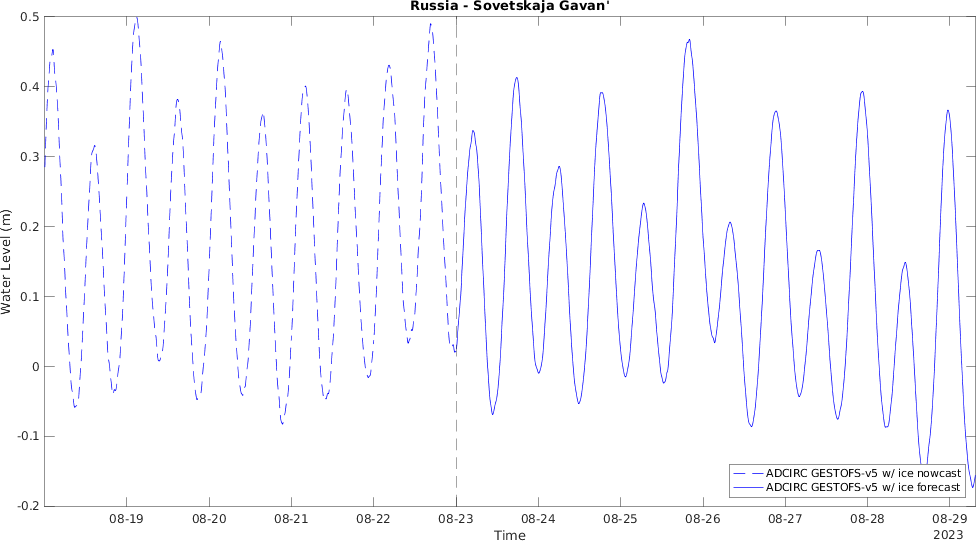 Russia - Sovetskaja Gavan'
0.5
0.4
0.3
0.2
0.1
0
-0.1
-0.2
Water Level (m)
ADCIRC GESTOFS-v5 w/ ice nowcast
ADCIRC GESTOFS-v5 w/ ice forecast
08-19 08-20 08-21 08-22 08-23 08-24 08-25 08-26 08-27 08-28 08-29
Time
2023